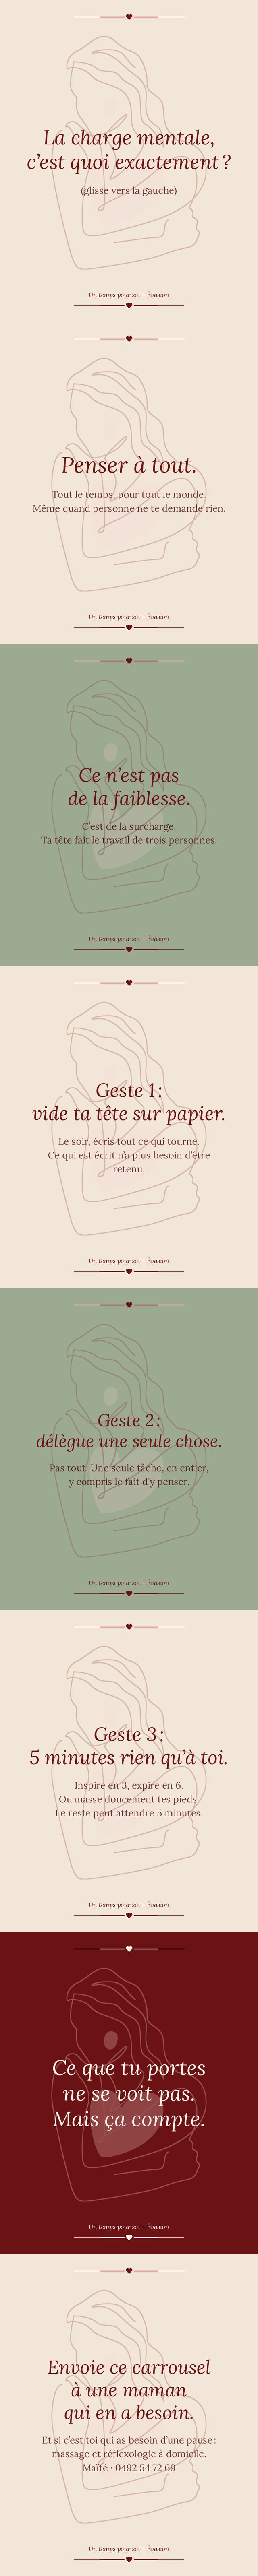 La charge mentale,
c’est quoi exactement ?
(glisse vers la gauche)
Un temps pour soi – Évasion
Penser à tout.
Tout le temps, pour tout le monde.
Même quand personne ne te demande rien.
Un temps pour soi – Évasion
Ce n’est pas
de la faiblesse.
C’est de la surcharge.
Ta tête fait le travail de trois personnes.
Un temps pour soi – Évasion
Geste 1 :
vide ta tête sur papier.
Le soir, écris tout ce qui tourne.
Ce qui est écrit n’a plus besoin d’être
retenu.
Un temps pour soi – Évasion
Geste 2 :
délègue une seule chose.
Pas tout. Une seule tâche, en entier,
y compris le fait d’y penser.
Un temps pour soi – Évasion
Geste 3 :
5 minutes rien qu’à toi.
Inspire en 3, expire en 6.
Ou masse doucement tes pieds.
Le reste peut attendre 5 minutes.
Un temps pour soi – Évasion
Ce que tu portes
ne se voit pas.
Mais ça compte.
Un temps pour soi – Évasion
Envoie ce carrousel
à une maman
qui en a besoin.
Et si c’est toi qui as besoin d’une pause :
massage et réflexologie à domicile.
Maïté · 0492 54 72 69
Un temps pour soi – Évasion